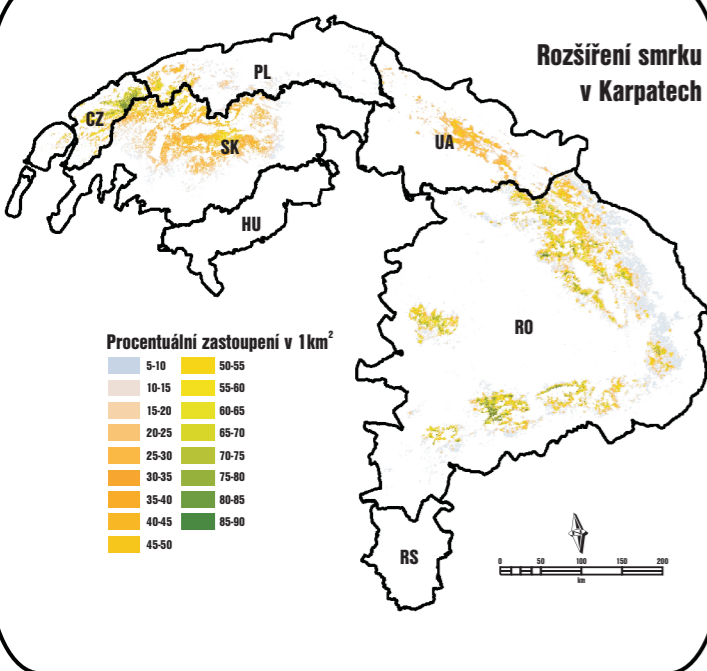 Rozšíření smrku
v Karpatech
PL
CZ
SK
UA
HU
RO
RS
Procentuální zastoupení v 1km²
5-10
10-15
15-20
20-25
25-30
30-35
35-40
40-45
45-50
50-55
55-60
60-65
65-70
70-75
75-80
80-85
85-90
0 50 100 150 200
km